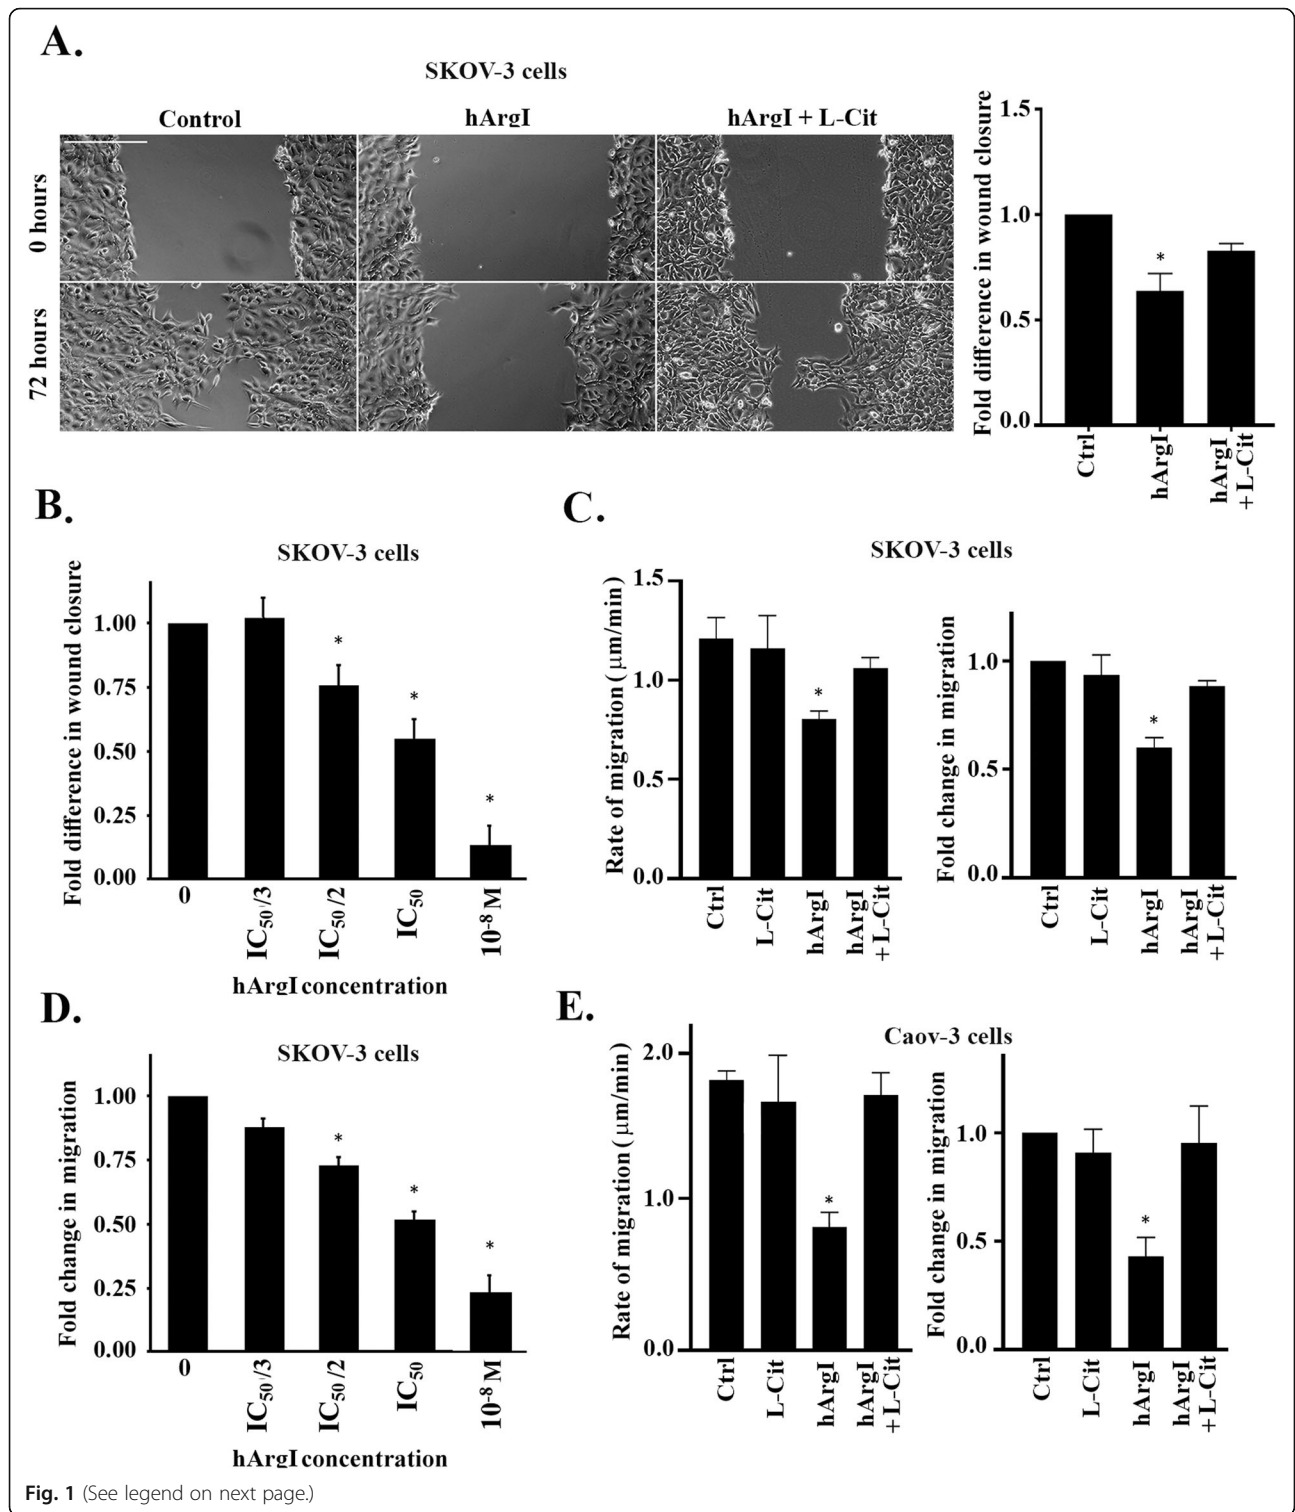 A.
SKOV-3 cells
Control
hArgI
hArgI + L-Cit
0 hours
72 hours
Fold difference in wound closure
1.5
1.0
0.5
0.0
*
Ctrl
hArgI
hArgI
+ L-Cit
B.
SKOV-3 cells
Fold difference in wound closure
1.00
0.75
0.50
0.25
0.00
*
*
*
0
IC50/3
IC50/2
IC50
10-8 M
hArgI concentration
C.
SKOV-3 cells
Rate of migration (μm/min)
1.5
1.0
0.5
0.0
*
Ctrl
L-Cit
hArgI
hArgI
+ L-Cit
Fold change in migration
1.0
0.5
0.0
*
Ctrl
L-Cit
hArgI
hArgI
+ L-Cit
D.
SKOV-3 cells
Fold change in migration
1.00
0.75
0.50
0.25
0.00
*
*
*
0
IC50/3
IC50/2
IC50
10-8 M
hArgI concentration
E.
Caov-3 cells
Rate of migration (μm/min)
2.0
1.0
0.0
*
Ctrl
L-Cit
hArgI
hArgI
+ L-Cit
Fold change in migration
1.0
0.5
0.0
*
Ctrl
L-Cit
hArgI
hArgI
+ L-Cit
Fig. 1 (See legend on next page.)